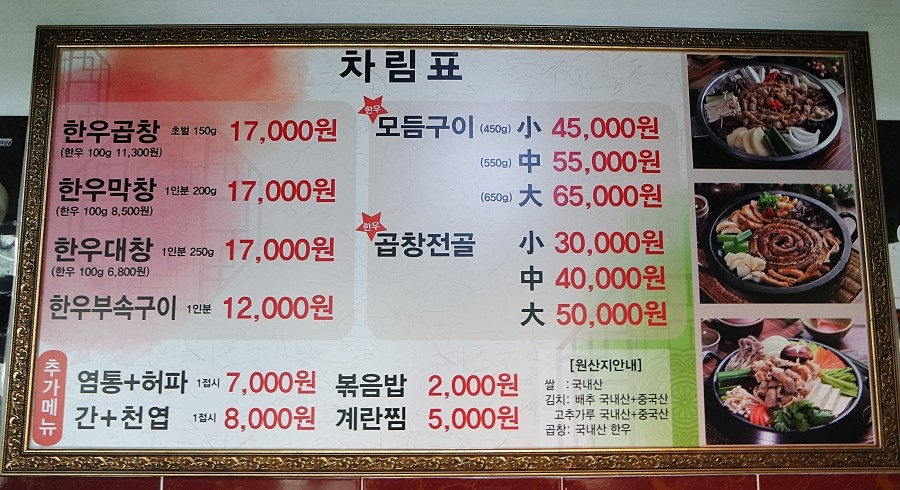 차림표
한우곱창 초벌 150g 17,000원
(한우 100g 11,300원)
한우막창 1인분 200g 17,000원
(한우 100g 8,500원)
한우대창 1인분 250g 17,000원
(한우 100g 6,800원)
한우부속구이 1인분 12,000원
한우
모듬구이 (450g) 小 45,000원
(550g) 中 55,000원
(650g) 大 65,000원
한우
곱창전골 小 30,000원
中 40,000원
大 50,000원
추가메뉴
염통+허파 1접시 7,000원
간+천엽 1접시 8,000원
볶음밥 2,000원
계란찜 5,000원
[원산지안내]
쌀 : 국내산
김치: 배추 국내산+중국산
고추가루 국내산+중국산
곱창: 국내산 한우